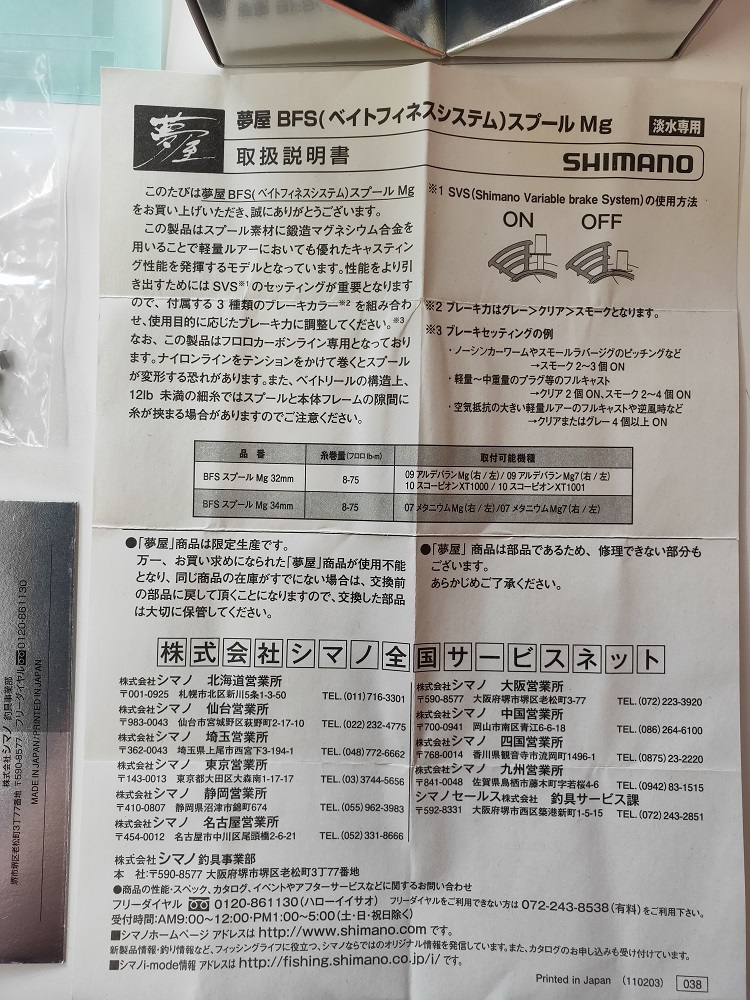 夢屋
夢屋 BFS(ベイトフィネスシステム)スプール Mg
淡水専用
取扱説明書
SHIMANO
このたびは夢屋BFS(ベイトフィネスシステム)スプール Mg
をお買い上げいただき、誠にありがとうございます。
この製品はスプール素材に鍛造マグネシウム合金を
用いることで軽量ルアーにおいても優れたキャスティン
グ性能を発揮するモデルとなっています。性能をより引
き出すためには SVS※1 のセッティングが重要となります
ので、付属する 3 種類のブレーキカラー※2 を組み合わ
せ、使用目的に応じたブレーキ力に調整してください。※3
なお、この製品はフロロカーボンライン専用となっており
ます。ナイロンラインをテンションをかけて巻くとスプール
が変形する恐れがあります。また、ベイトリールの構造上、
12lb 未満の細糸ではスプールと本体フレームの隙間に
糸が挟まる場合がありますのでご注意ください。
※1 SVS(Shimano Variable brake System)の使用方法
ON OFF
※2 ブレーキ力はグレー>クリア>スモークとなります。
※3 ブレーキセッティングの例
・ノーシンカーワームやスモールラバージグのピッチングなど
→スモーク2〜3 個 ON
・軽量〜中重量のプラグ等のフルキャスト
→クリア 2 個 ON、スモーク 2〜4 個 ON
・空気抵抗の大きい軽量ルアーのフルキャストや逆風時など
→クリアまたはグレー 4 個以上 ON
品 番 糸巻量(フロロ lb-m) 取付可能機種
BFS スプール Mg 32mm 8-75 09 アルデバラン Mg(右 / 左) / 09 アルデバラン Mg7(右 / 左)
10 スコーピオンXT1000 / 10 スコーピオン XT1001
BFS スプール Mg 34mm 8-75 07 メタニウム Mg(右 / 左)/07 メタニウム Mg7(右 / 左)
●「夢屋」商品は限定生産です。
万一、お買い求めになられた「夢屋」商品が使用不能
となり、同じ商品の在庫がすでにない場合は、交換前
の部品に戻して頂くことになりますので、交換した部品
は大切に保管してください。
●「夢屋」商品は部品であるため、修理できない部分も
ございます。
あらかじめご了承ください。
株式会社シマノ全国サービスネット
株式会社シマノ 北海道営業所
〒001-0925 札幌市北区新川5条1-3-50 TEL.(011)716-3301
株式会社シマノ 仙台営業所
〒983-0043 仙台市宮城野区萩野町2-17-10 TEL.(022)232-4775
株式会社シマノ 埼玉営業所
〒362-0043 埼玉県上尾市西宮下3-194-1 TEL.(048)772-6662
株式会社シマノ 東京営業所
〒143-0013 東京都大田区大森南1-17-17 TEL.(03)3744-5656
株式会社シマノ 静岡営業所
〒410-0807 静岡県沼津市錦町674 TEL.(055)962-3983
株式会社シマノ 名古屋営業所
〒454-0012 名古屋市中川区尾頭橋2-6-21 TEL.(052)331-8666
株式会社シマノ 大阪営業所
〒590-8577 大阪府堺市堺区老松町3-77 TEL.(072)223-3920
株式会社シマノ 中国営業所
〒700-0941 岡山市南区青江6-6-18 TEL.(086)264-6100
株式会社シマノ 四国営業所
〒768-0014 香川県観音寺市流岡町1496-1 TEL.(0875)23-2220
株式会社シマノ 九州営業所
〒841-0048 佐賀県鳥栖市藤木町字若桜4-6 TEL.(0942)83-1515
シマノセールス株式会社 釣具サービス課
〒592-8331 大阪府堺市西区築港新町1-5-15 TEL.(072)243-2851
株式会社シマノ釣具事業部
本 社:〒590-8577 大阪府堺市堺区老松町3丁77番地
●商品の性能・スペック、カタログ、イベントやアフターサービスなどに関するお問い合わせ
フリーダイヤル 0120-861130(ハローイイサオ) フリーダイヤルをご利用できない方は 072-243-8538(有料)をご利用下さい。
受付時間:AM9:00〜12:00・PM1:00〜5:00(土・日・祝日除く)
■シマノホームページ アドレスは http://www.shimano.com です。
新製品情報・釣り情報など、フィッシングライフに役立つ、シマノならではのオリジナル情報を発信しています。また、カタログのお申し込みも受け付けています。
■シマノi-mode情報 アドレスは http://fishing.shimano.co.jp/i/ です。
Printed in Japan (110203) 038
株式会社シマノ 釣具事業部
堺市堺区老松町3丁77番地 〒590-8577 フリーダイヤル 0120-861130
MADE IN JAPAN / PRINTED IN JAPAN